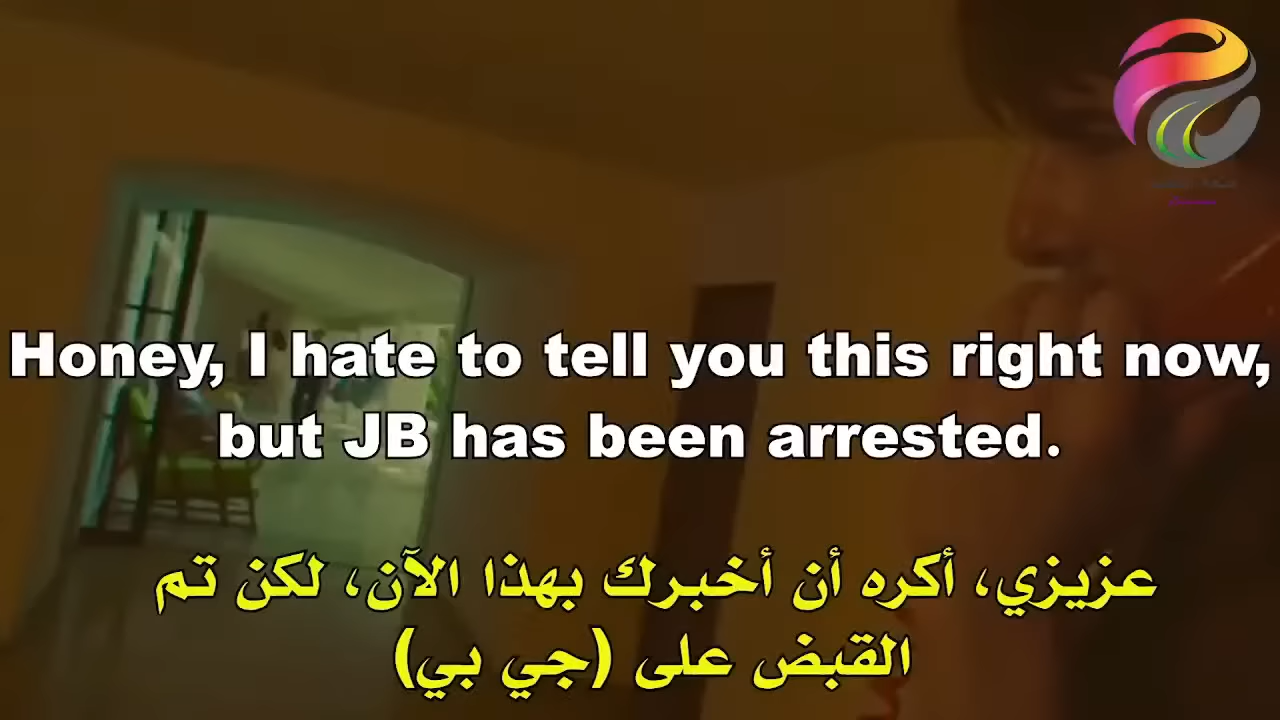 Honey, I hate to tell you this right now,
but JB has been arrested.
عزيزي، أكره أن أخبرك بهذا الآن، لكن تم
القبض على (جي بي)